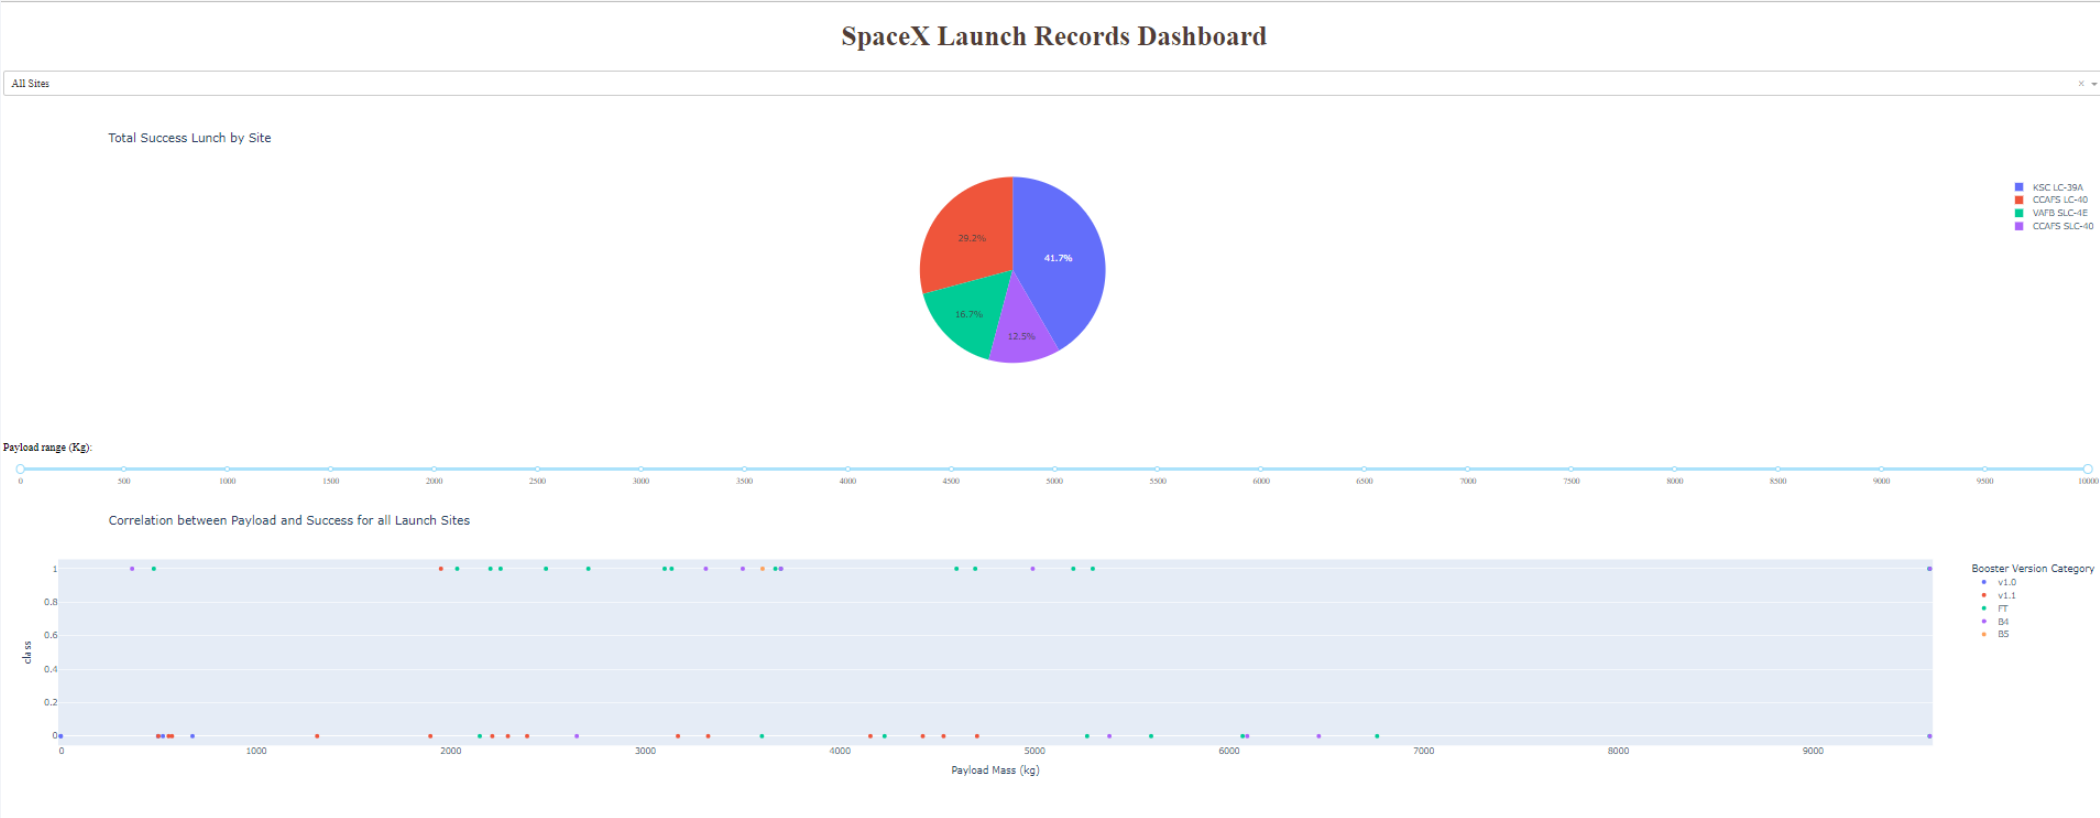 SpaceX Launch Records Dashboard
All Sites × 
Total Success Lunch by Site
KSC LC-39A
CCAFS LC-40
VAFB SLC-4E
CCAFS SLC-40
29.2%
41.7%
16.7%
12.5%
Payload range (Kg):
0 500 1000 1500 2000 2500 3000 3500 4000 4500 5000 5500 6000 6500 7000 7500 8000 8500 9000 9500 10000
Correlation between Payload and Success for all Launch Sites
1
0.8
0.6
0.4
0.2
0
class
0 1000 2000 3000 4000 5000 6000 7000 8000 9000
Payload Mass (kg)
Booster Version Category
v1.0
v1.1
FT
B4
B5